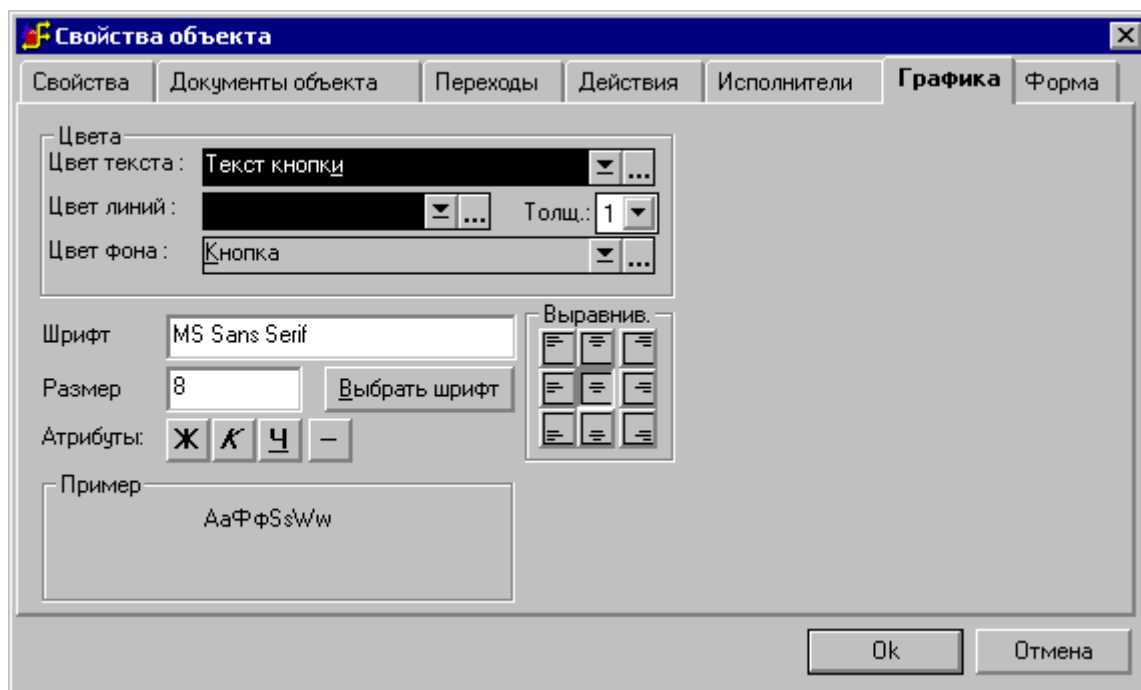 Свойства объекта
Свойства Документы объекта Переходы Действия Исполнители Графика Форма
Цвета
Цвет текста : Текст кнопки ...
Цвет линий : ... Толщ.: 1
Цвет фона : Кнопка ...
Шрифт MS Sans Serif
Выравнив.
Размер 8 Выбрать шрифт
Атрибуты: Ж К Ч –
Пример
АаФфSsWw
Ok Отмена